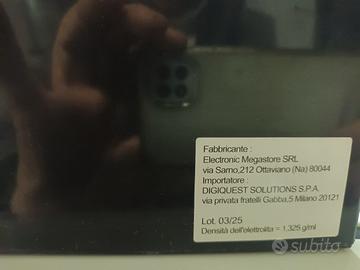 Fabbricante :
Electronic Megastore SRL
via Sarno,212 Ottaviano (Na) 80044
Importatore :
DIGIQUEST SOLUTIONS S.P.A.
via privata fratelli Gabba,5 Milano 20121
Lot. 03/25
Densità dell'elettrolita = 1,325 g/ml
subito